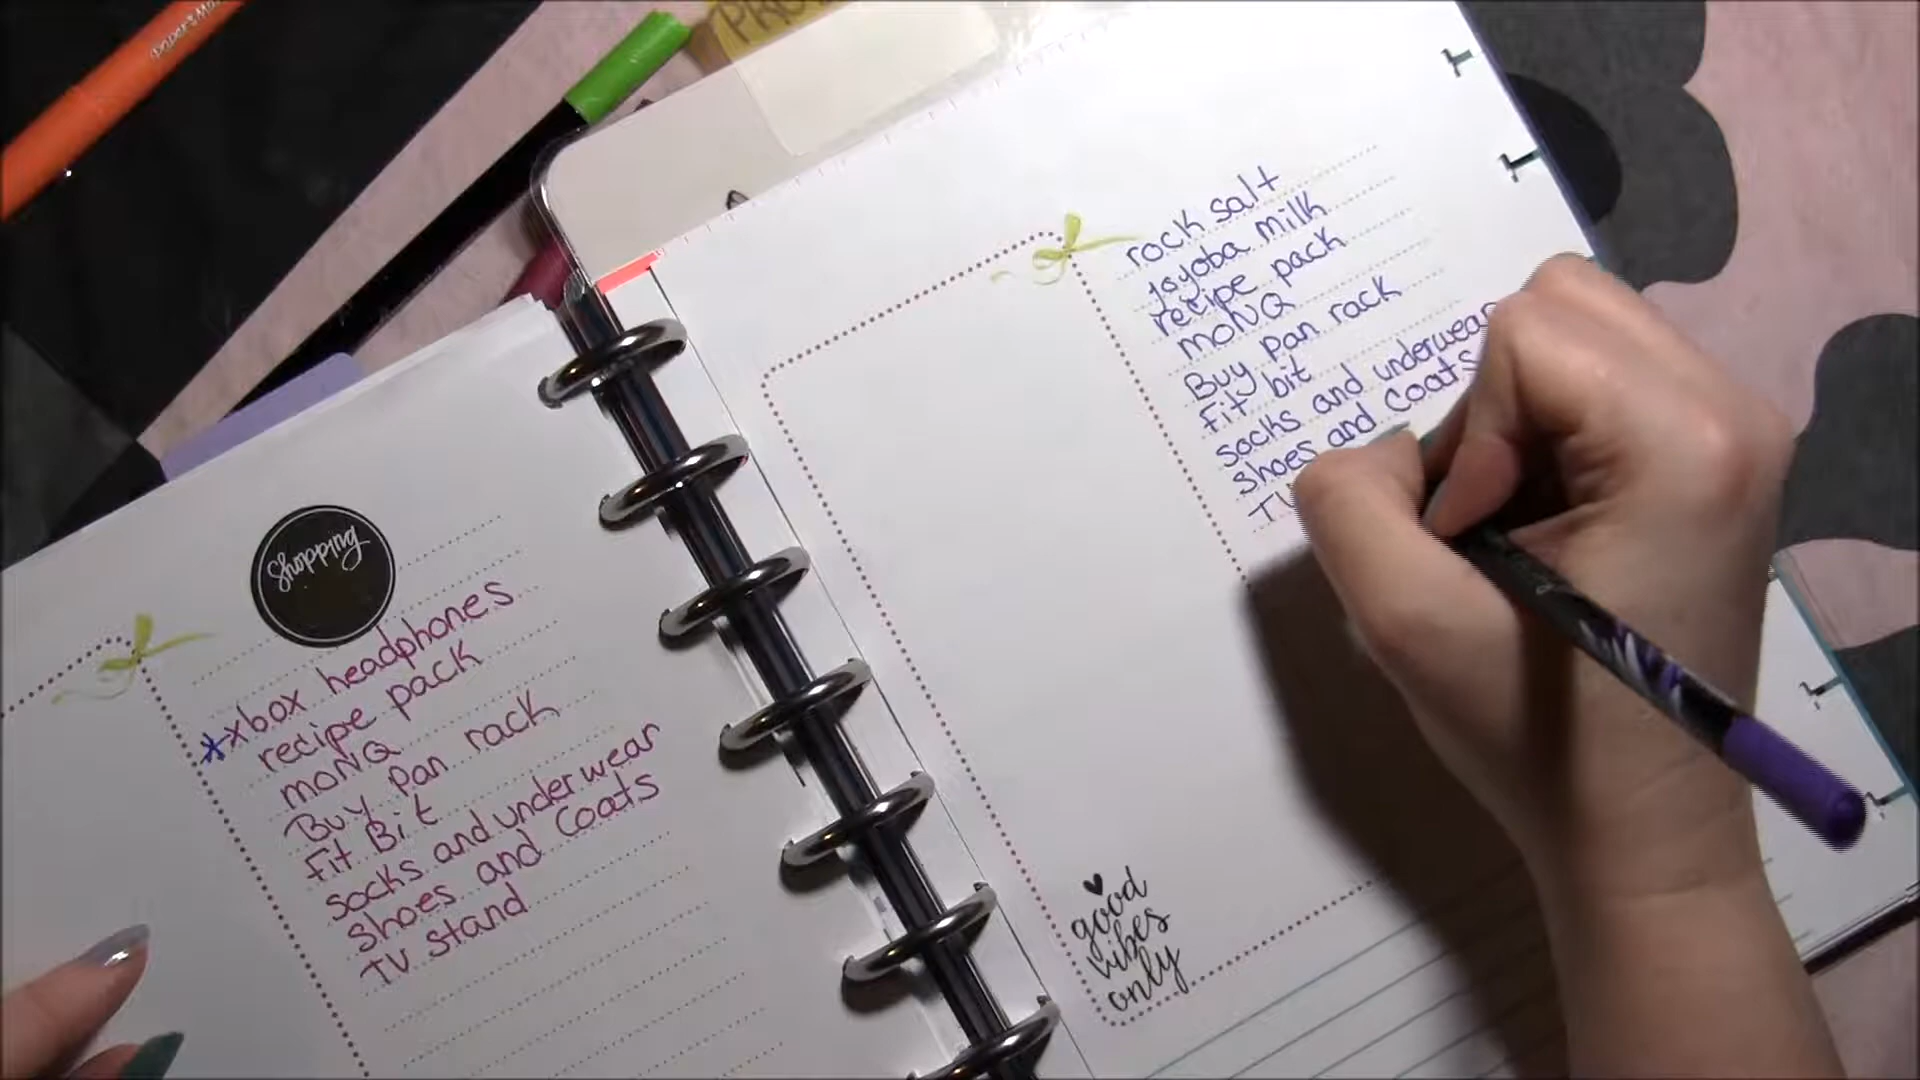 Shopping
*xbox headphones
recipe pack
moNQ
Buy Pan rack
Fit Bit
socks and underwear
shoes and coats
TV stand
rock salt
jojoba milk
recipe pack
moNQ
Buy pan rack
Fit bit
socks and underwear
shoes and coats
TV
good
vibes
only